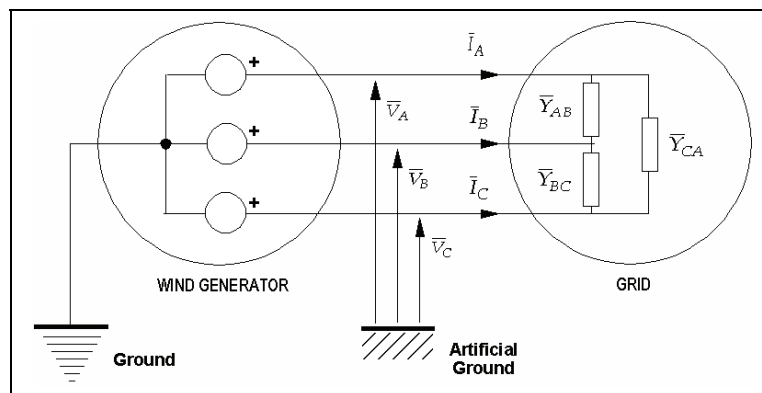 +
+
+
Ī_A
Ī_B
Ī_C
V̄_A
V̄_B
V̄_C
Ȳ_AB
Ȳ_BC
Ȳ_CA
WIND GENERATOR
GRID
Ground
Artificial
Ground